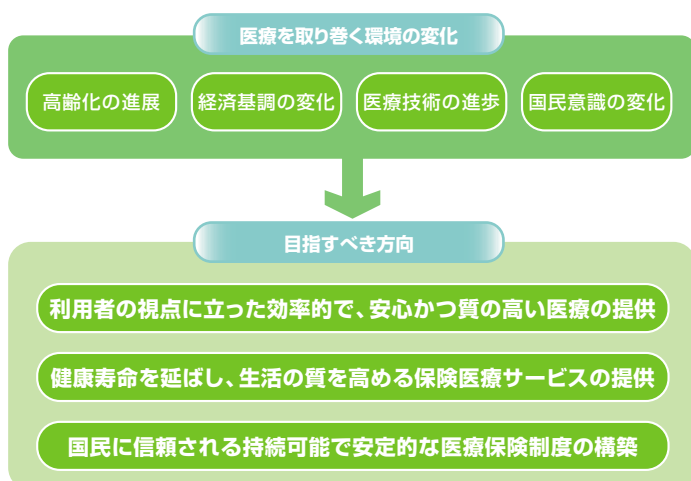 医療を取り巻く環境の変化
高齢化の進展
経済基調の変化
医療技術の進歩
国民意識の変化
目指すべき方向
利用者の視点に立った効率的で、安心かつ質の高い医療の提供
健康寿命を延ばし、生活の質を高める保険医療サービスの提供
国民に信頼される持続可能で安定的な医療保険制度の構築